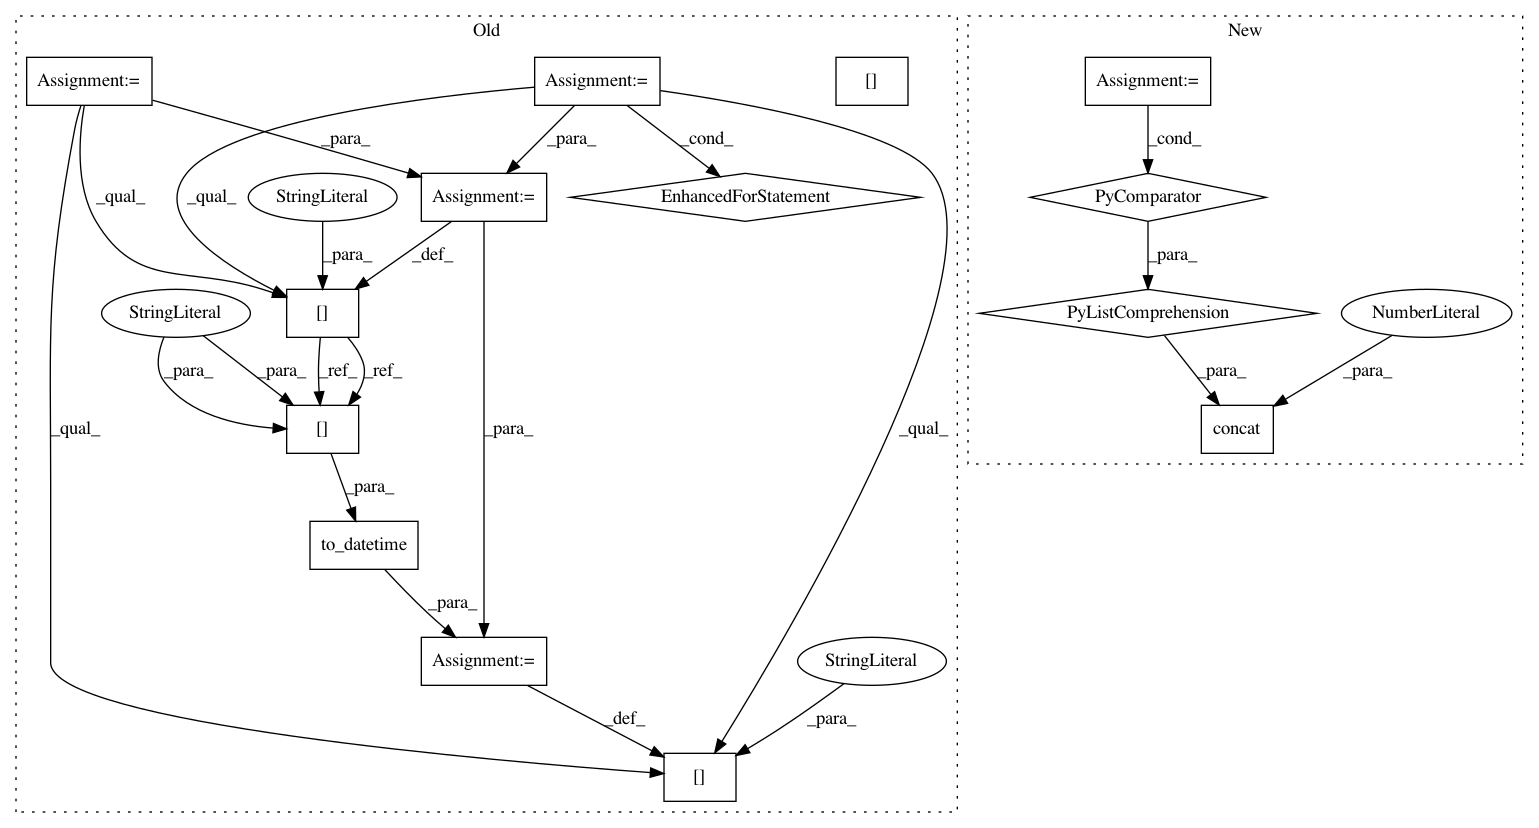 Old
New
Assignment:=
Assignment:=
[]
Assignment:=
_para_
_para_
_cond_
_cond_
_qual_
_qual_
StringLiteral
Assignment:=
EnhancedForStatement
PyComparator
_para_
_def_
_para_
StringLiteral
[]
PyListComprehension
NumberLiteral
_para_
_para_
_ref_
_ref_
_para_
_para_
_qual_
[]
_para_
_qual_
concat
_para_
to_datetime
_para_
Assignment:=
StringLiteral
_def_
_para_
[]